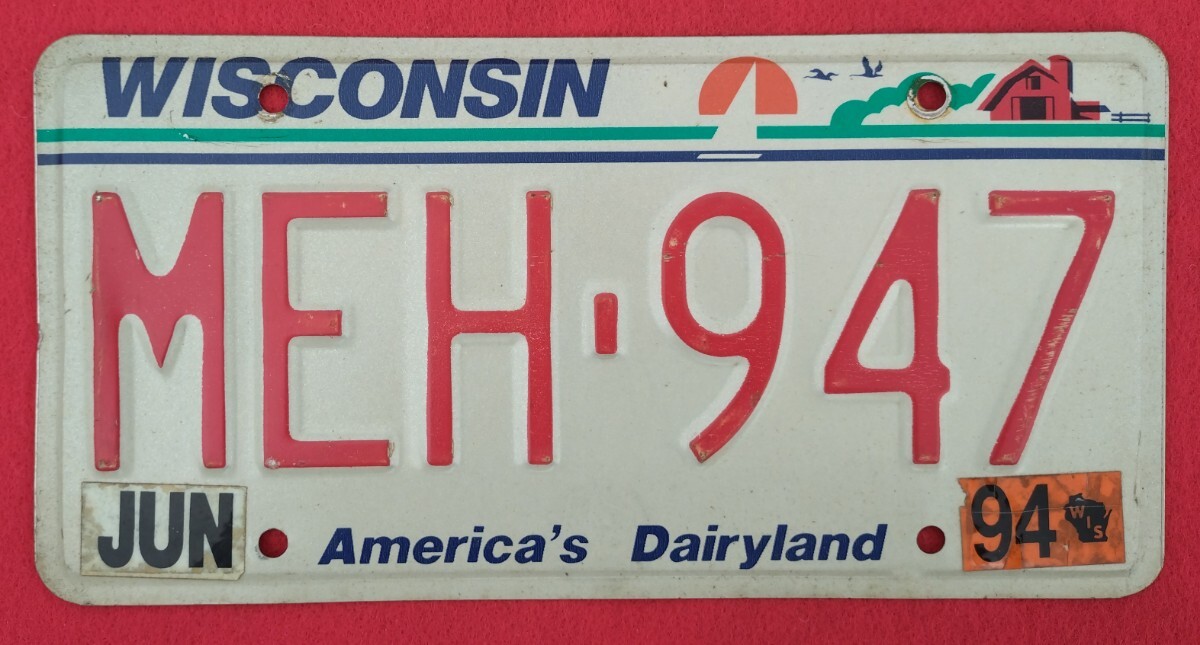 WISCONSIN
MEH-947
JUN America's Dairyland 94 WIS